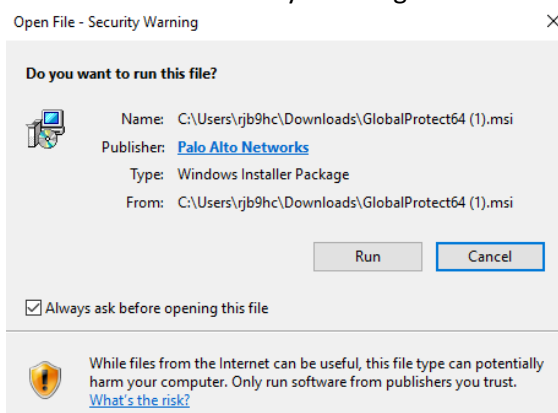 Open File - Security Warning
Do you want to run this file?
Name: C:\Users\rjb9hc\Downloads\GlobalProtect64 (1).msi
Publisher: Palo Alto Networks
Type: Windows Installer Package
From: C:\Users\rjb9hc\Downloads\GlobalProtect64 (1).msi
Run Cancel
Always ask before opening this file
While files from the Internet can be useful, this file type can potentially
harm your computer. Only run software from publishers you trust.
What's the risk?